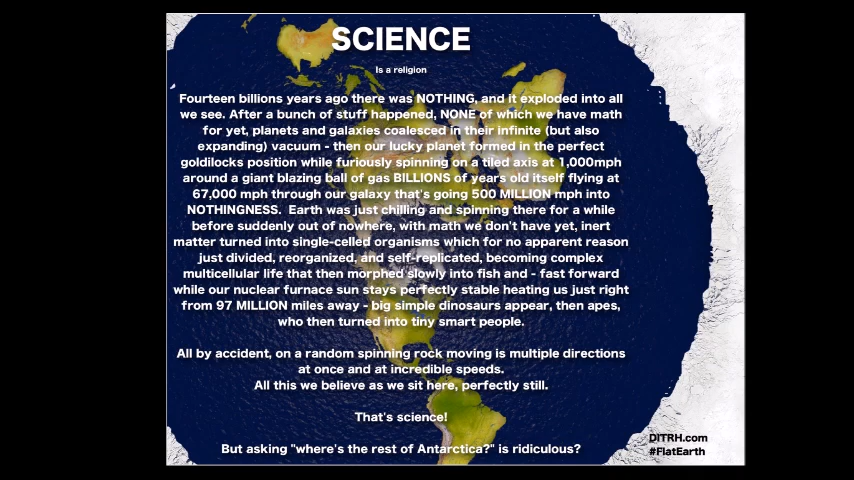 SCIENCE
Is a religion
Fourteen billions years ago there was NOTHING, and it exploded into all
we see. After a bunch of stuff happened, NONE of which we have math
for yet, planets and galaxies coalesced in their infinite (but also
expanding) vacuum - then our lucky planet formed in the perfect
goldilocks position while furiously spinning on a tiled axis at 1,000mph
around a giant blazing ball of gas BILLIONS of years old itself flying at
67,000 mph through our galaxy that's going 500 MILLION mph into
NOTHINGNESS. Earth was just chilling and spinning there for a while
before suddenly out of nowhere, with math we don't have yet, inert
matter turned into single-celled organisms which for no apparent reason
just divided, reorganized, and self-replicated, becoming complex
multicellular life that then morphed slowly into fish and - fast forward
while our nuclear furnace sun stays perfectly stable heating us just right
from 97 MILLION miles away - big simple dinosaurs appear, then apes,
who then turned into tiny smart people.
All by accident, on a random spinning rock moving is multiple directions
at once and at incredible speeds.
All this we believe as we sit here, perfectly still.
That's science!
But asking "where's the rest of Antarctica?" is ridiculous?
DITRH.com
#FlatEarth